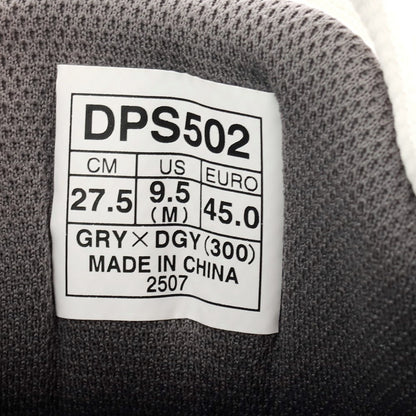 DPS502
CM US EURO
27.5 9.5 (M) 45.0
GRY×DGY(300)
MADE IN CHINA
2507